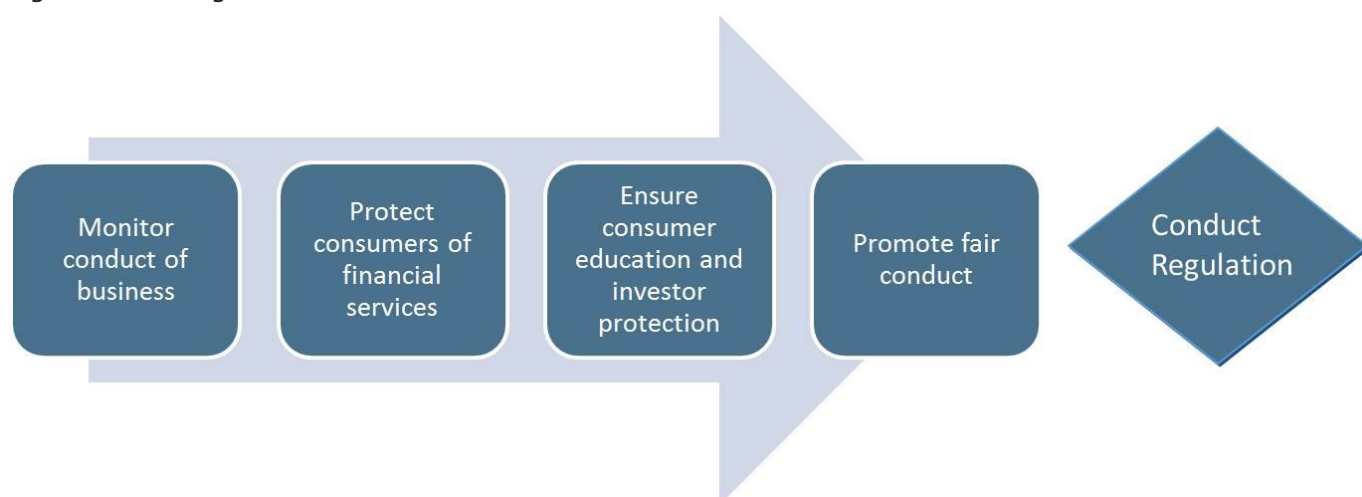 Monitor
conduct of
business
Protect
consumers of
financial
services
Ensure
consumer
education and
investor
protection
Promote fair
conduct
Conduct
Regulation